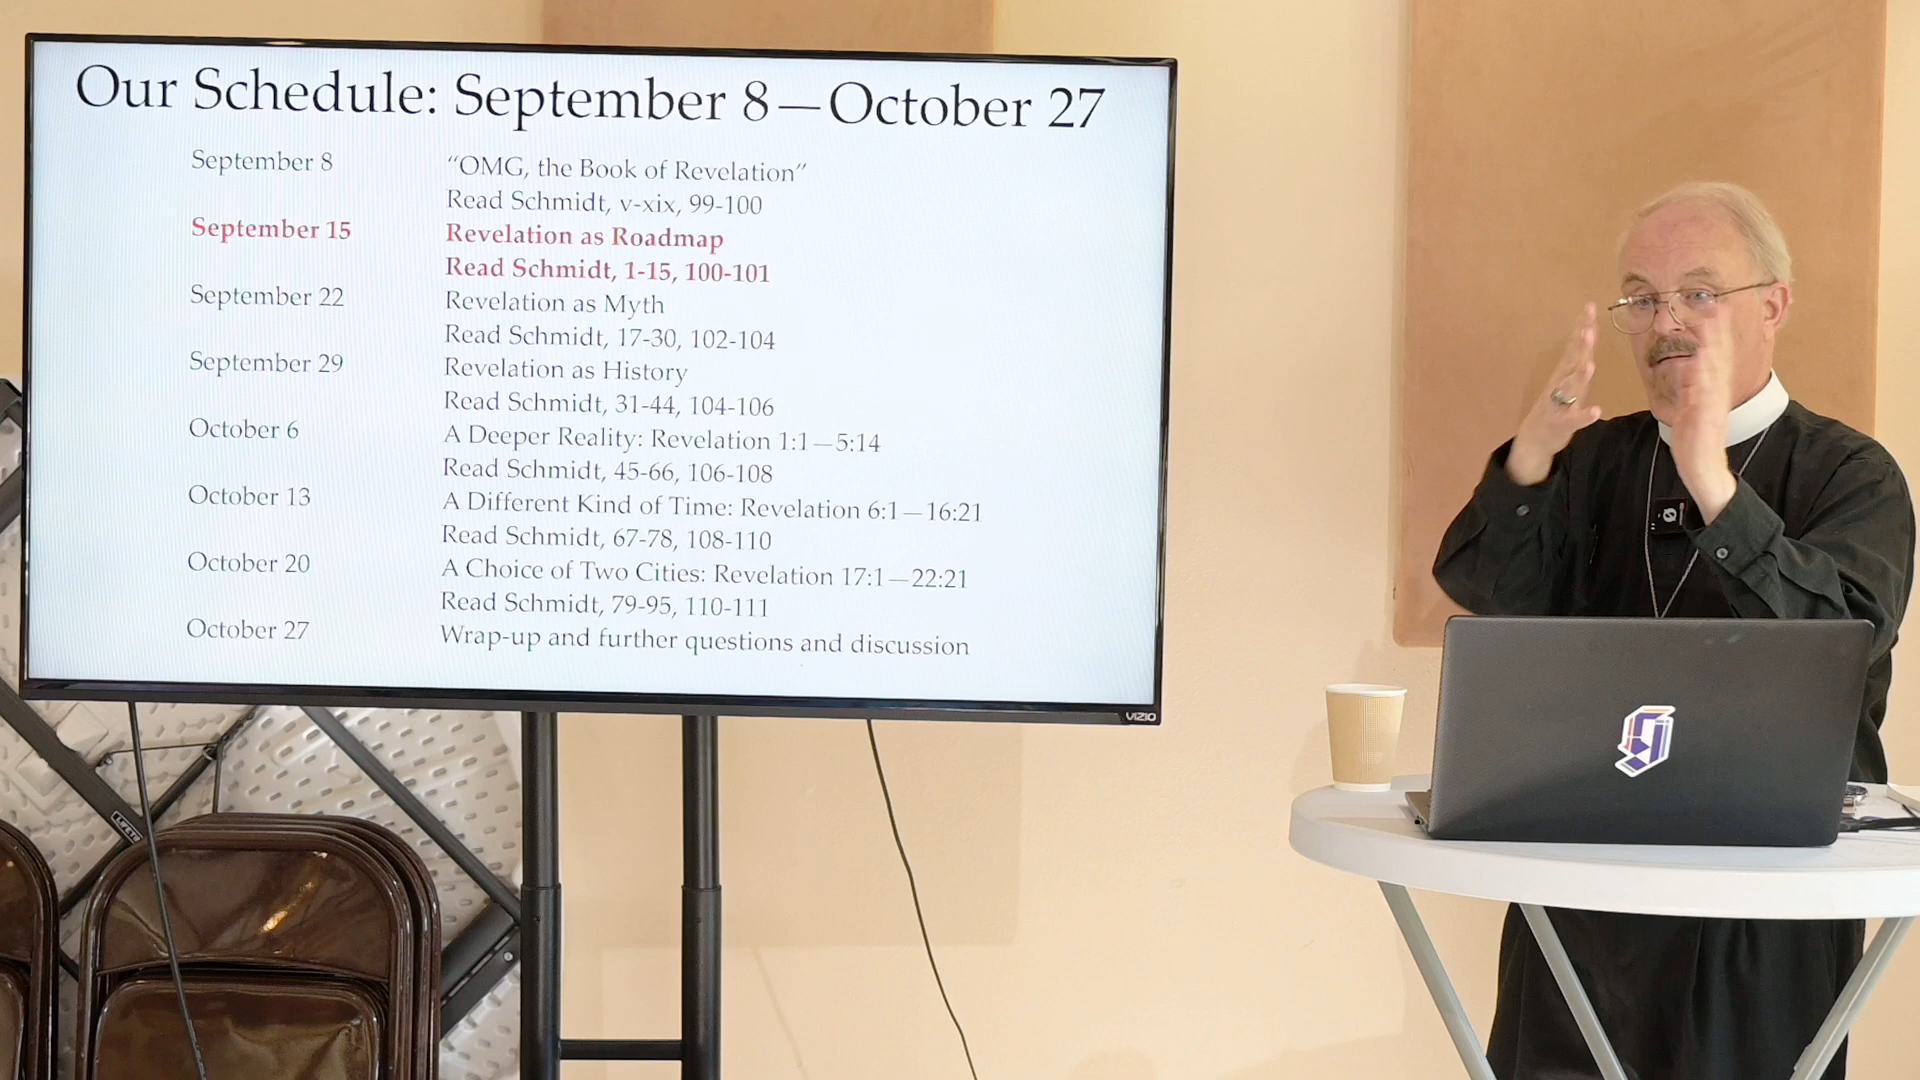 Our Schedule: September 8—October 27
September 8
"OMG, the Book of Revelation"
Read Schmidt, v-xix, 99-100
September 15
Revelation as Roadmap
Read Schmidt, 1-15, 100-101
September 22
Revelation as Myth
Read Schmidt, 17-30, 102-104
September 29
Revelation as History
Read Schmidt, 31-44, 104-106
October 6
A Deeper Reality: Revelation 1:1—5:14
Read Schmidt, 45-66, 106-108
October 13
A Different Kind of Time: Revelation 6:1—16:21
Read Schmidt, 67-78, 108-110
October 20
A Choice of Two Cities: Revelation 17:1—22:21
Read Schmidt, 79-95, 110-111
October 27
Wrap-up and further questions and discussion
VIZIO